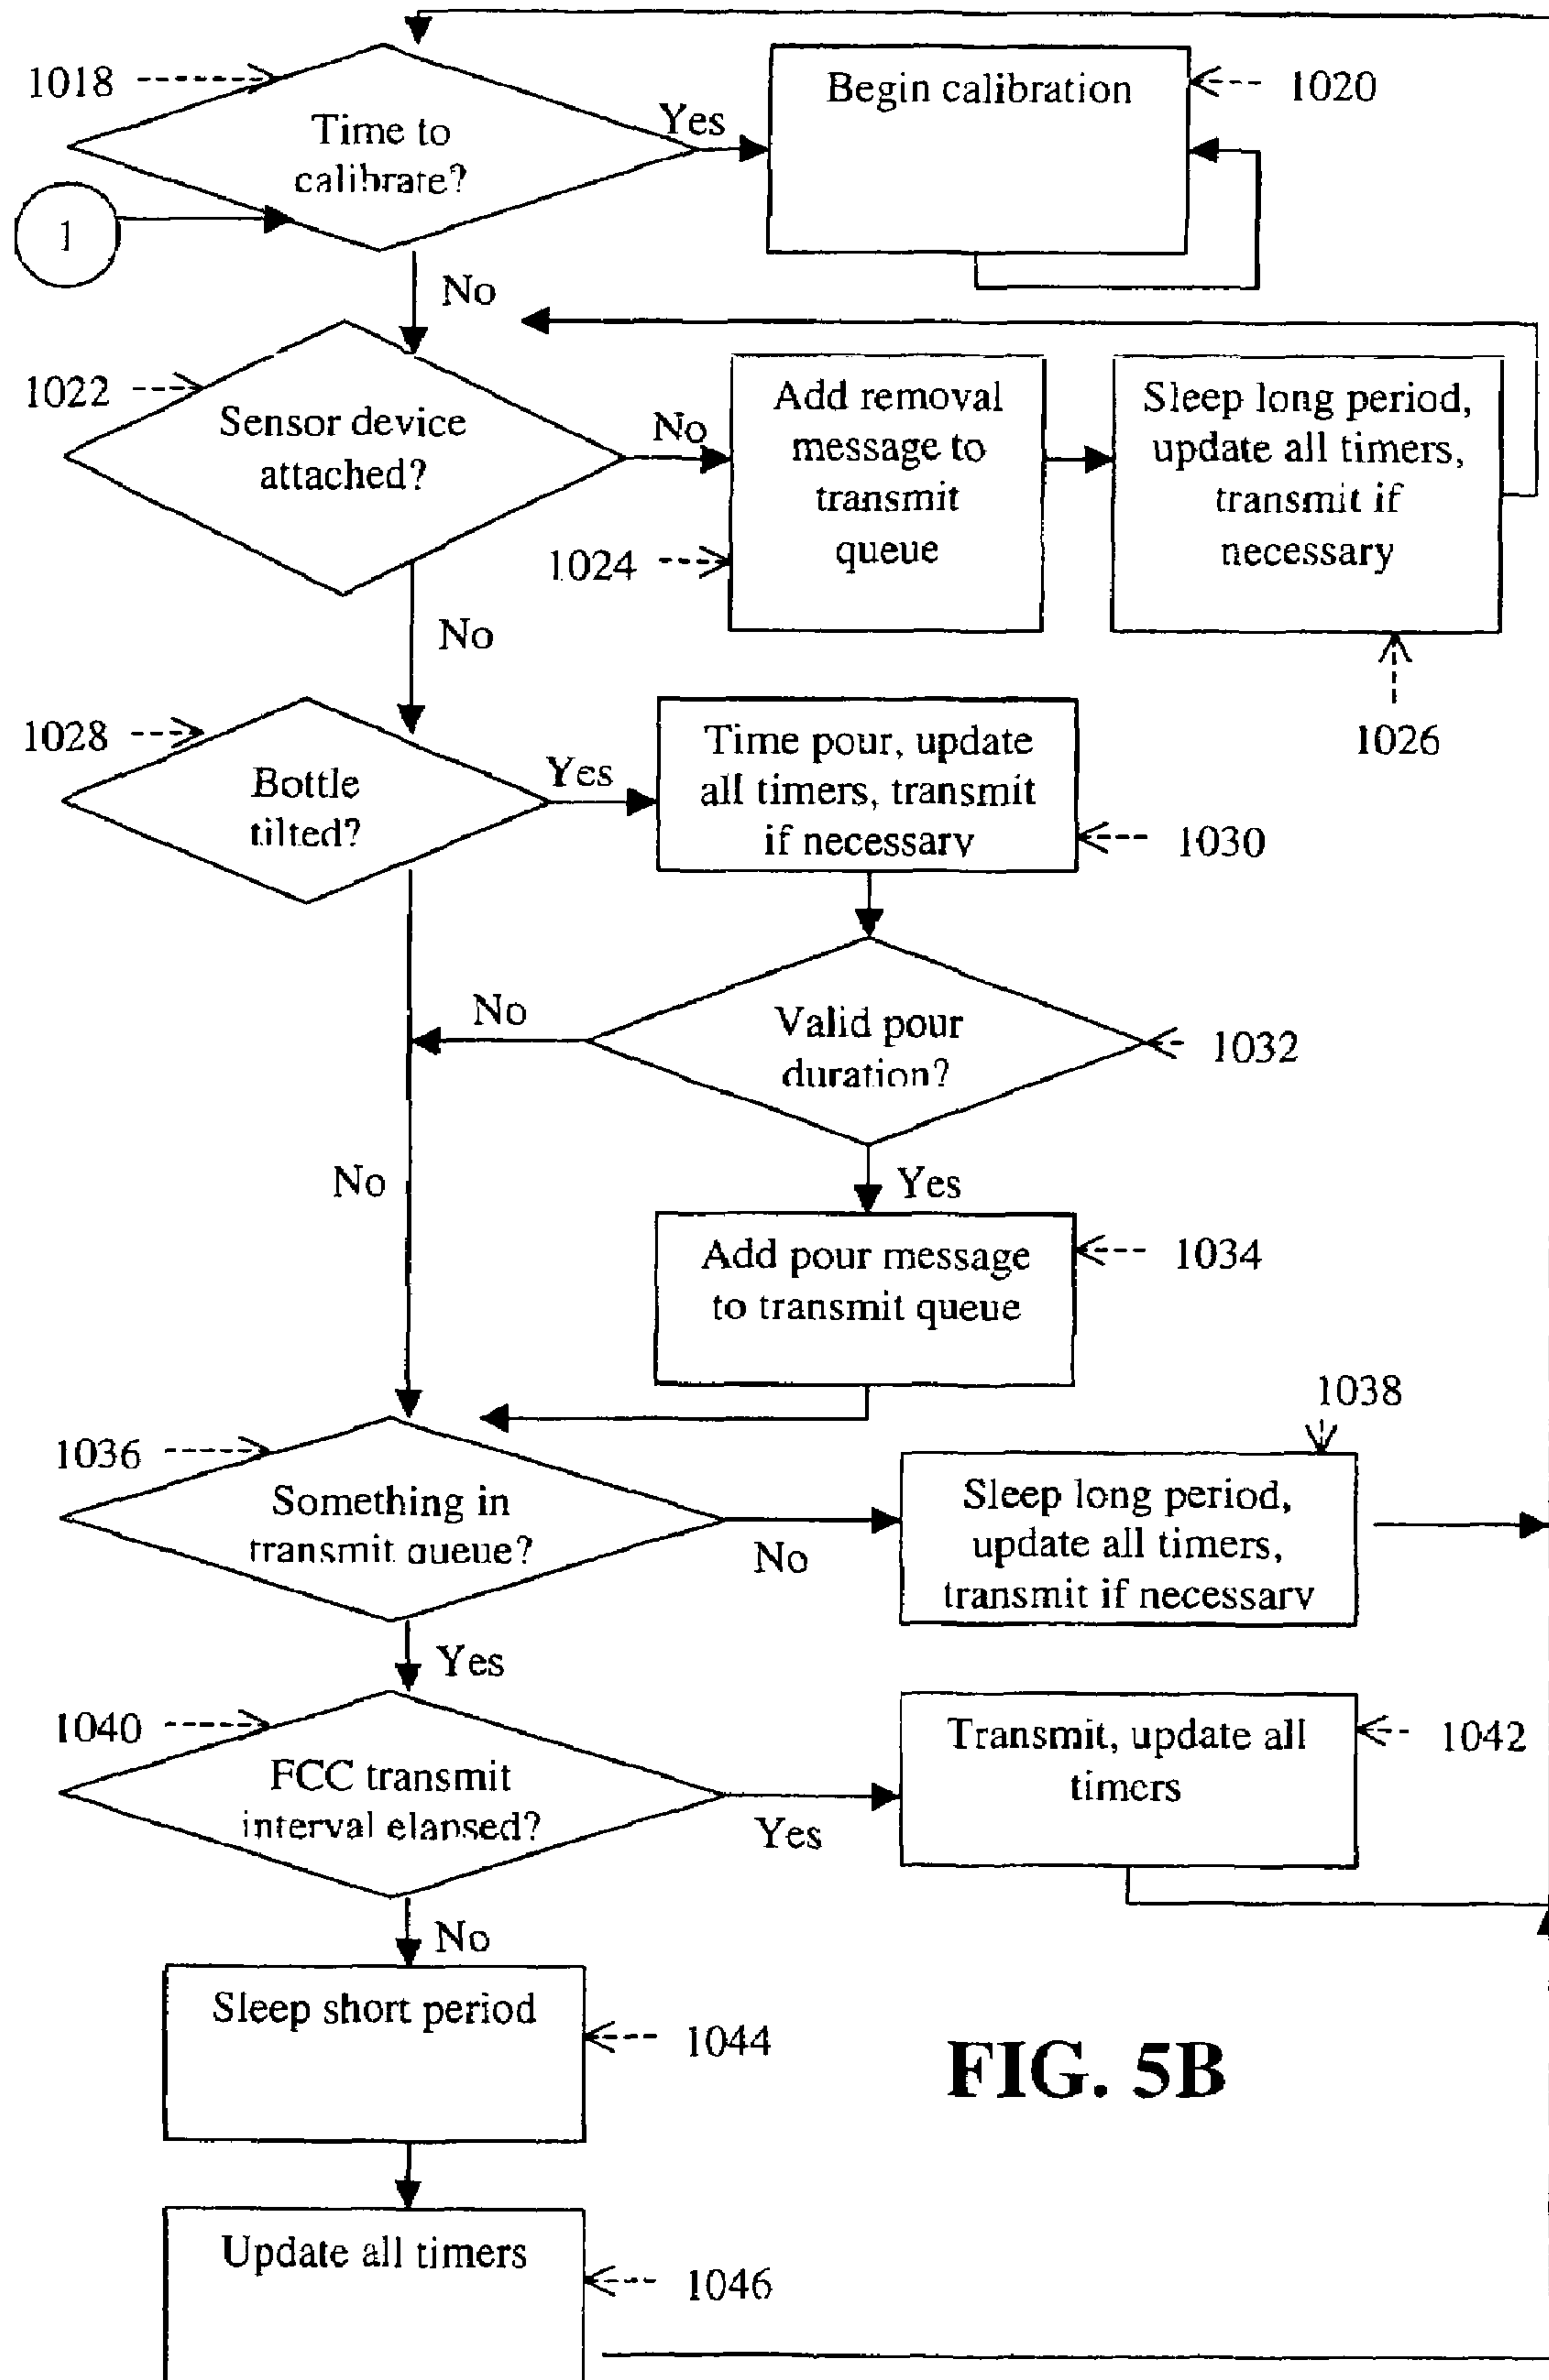 1018
Time to
calibrate?
Yes
Begin calibration
1020
1
No
1022
Sensor device
attached?
No
Add removal
message to
transmit
queue
1024
Sleep long period,
update all timers,
transmit if
necessary
1026
No
1028
Bottle
tilted?
Yes
Time pour, update
all timers, transmit
if necessary
1030
No
Valid pour
duration?
1032
No
Yes
Add pour message
to transmit queue
1034
1036
Something in
transmit queue?
No
1038
Sleep long period,
update all timers,
transmit if necessary
Yes
1040
FCC transmit
interval elapsed?
Yes
Transmit, update all
timers
1042
No
Sleep short period
1044
FIG. 5B
Update all timers
1046